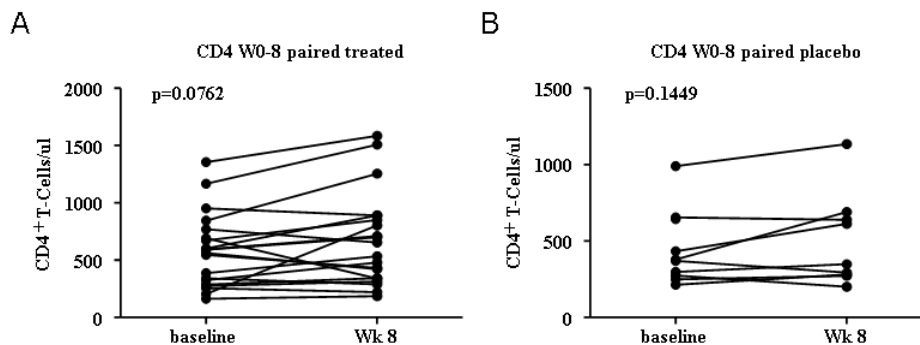 A
CD4 W0-8 paired treated
p=0.0762
2000
1500
1000
500
0
CD4⁺ T-Cells/ul
baseline
Wk 8
B
CD4 W0-8 paired placebo
p=0.1449
1500
1000
500
0
CD4⁺ T-Cells/ul
baseline
Wk 8